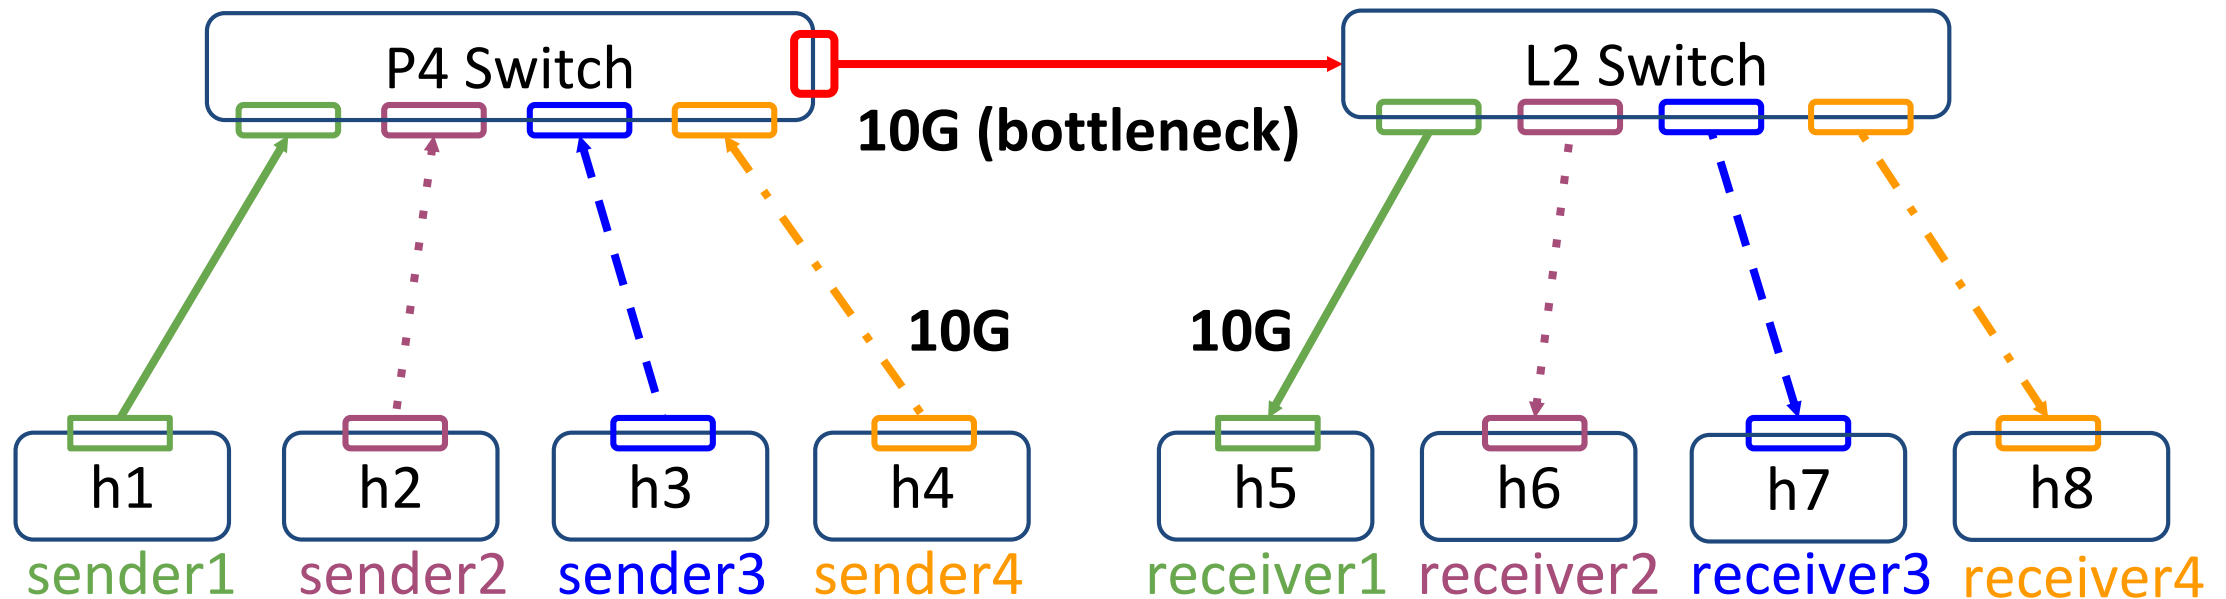 P4 Switch
L2 Switch
10G (bottleneck)
10G
10G
h1
h2
h3
h4
h5
h6
h7
h8
sender1
sender2
sender3
sender4
receiver1
receiver2
receiver3
receiver4